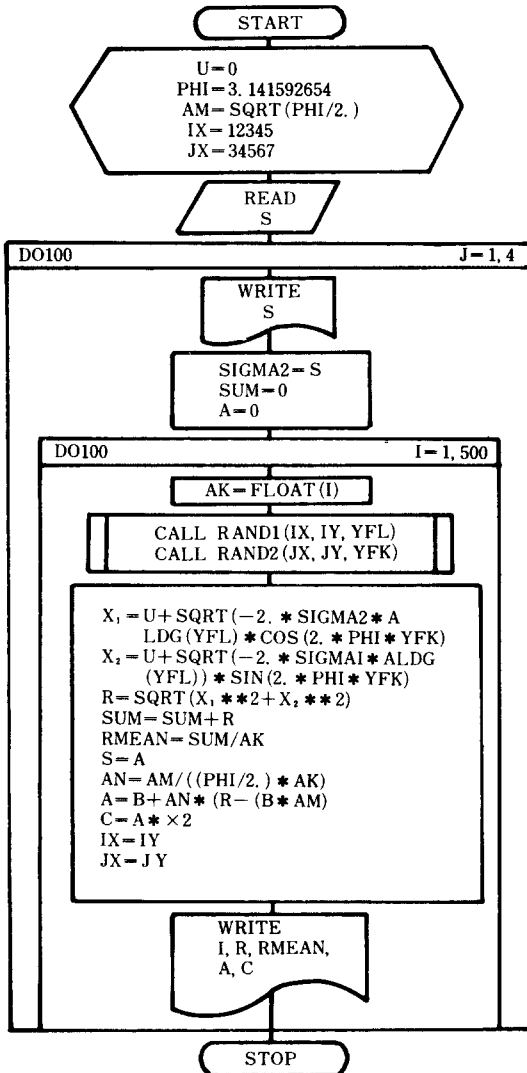 START
U=0
PHI=3. 141592654
AM=SQRT(PHI/2. )
IX=12345
JX=34567
READ
S
DO100 J=1, 4
WRITE
S
SIGMA2=S
SUM=0
A=0
DO100 I=1, 500
AK=FLOAT(I)
CALL RAND1(IX, IY, YFL)
CALL RAND2(JX, JY, YFK)
X₁=U+SQRT(−2. *SIGMA2*A
LDG(YFL)*COS(2. *PHI*YFK)
X₂=U+SQRT(−2. *SIGMAI*ALDG
(YFL))*SIN(2. *PHI*YFK)
R=SQRT(X₁**2+X₂**2)
SUM=SUM+R
RMEAN=SUM/AK
S=A
AN=AM/((PHI/2. )*AK)
A=B+AN*(R−(B*AM)
C=A*×2
IX=IY
JX=JY
WRITE
I, R, RMEAN,
A, C
STOP